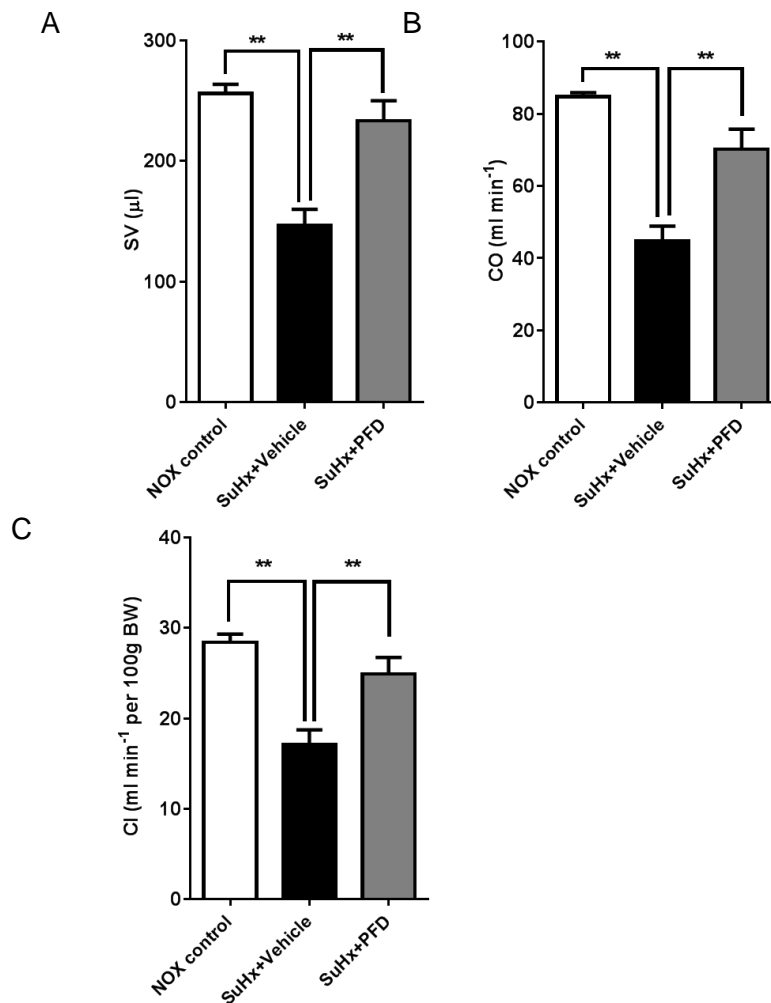 A
300
200
100
0
SV (µl)
**
**
NOX control
SuHx+Vehicle
SuHx+PFD
B
100
80
60
40
20
0
CO (ml min⁻¹)
**
**
NOX control
SuHx+Vehicle
SuHx+PFD
C
40
30
20
10
0
CI (ml min⁻¹ per 100g BW)
**
**
NOX control
SuHx+Vehicle
SuHx+PFD